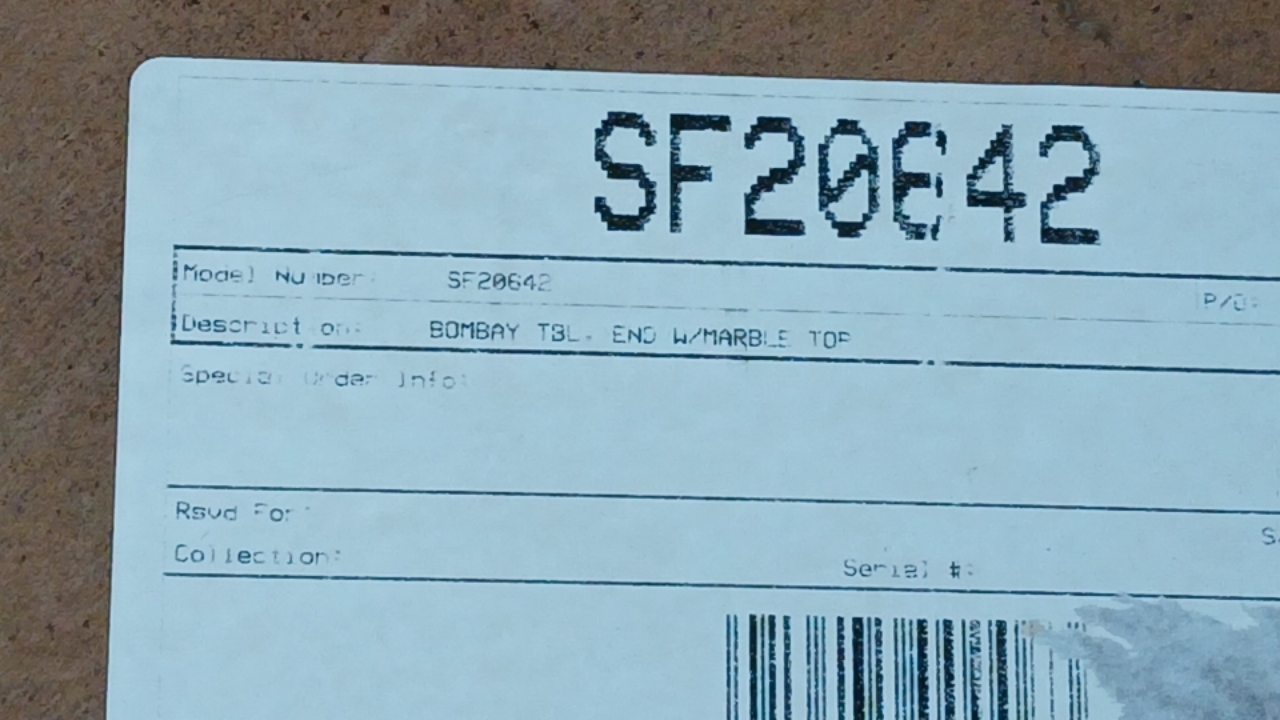 SF20642
Model Number: SF20642
P/O:
Description: BOMBAY TBL. END W/MARBLE TOP
Special Order Info:
Rsvd For:
Collection:
Serial #: